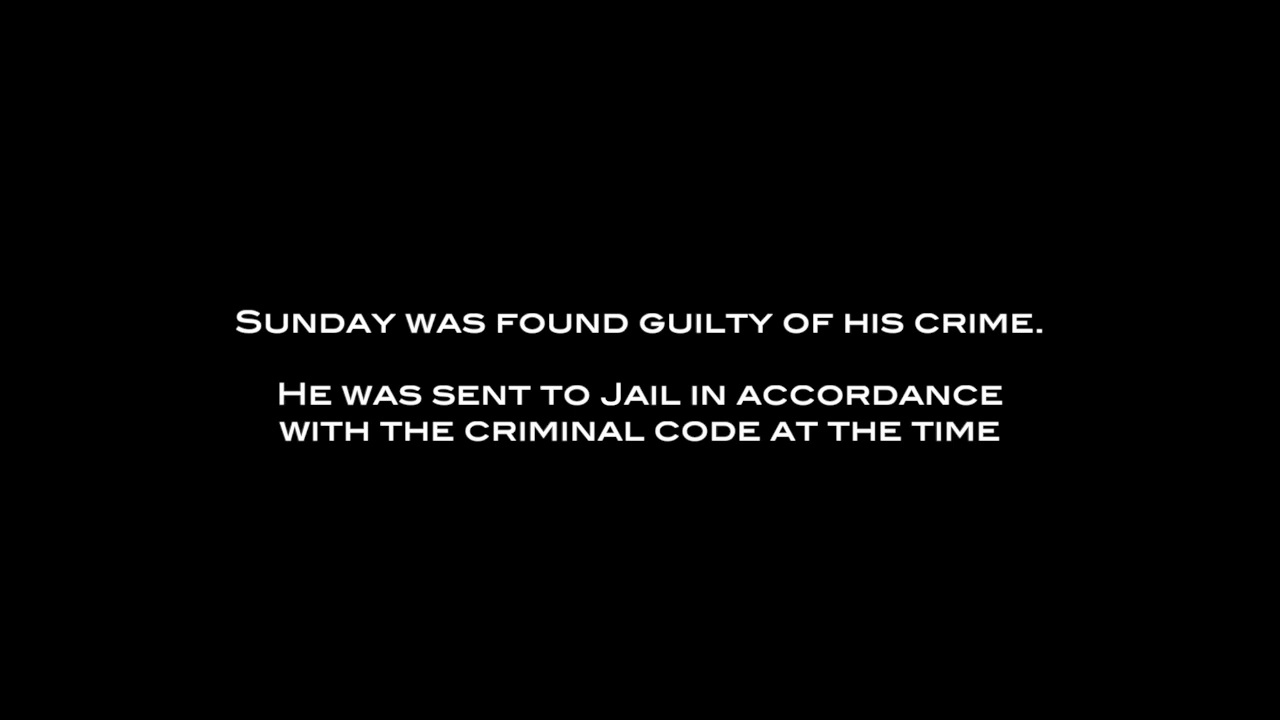 Sunday was found guilty of his crime.
He was sent to Jail in accordance
with the criminal code at the time